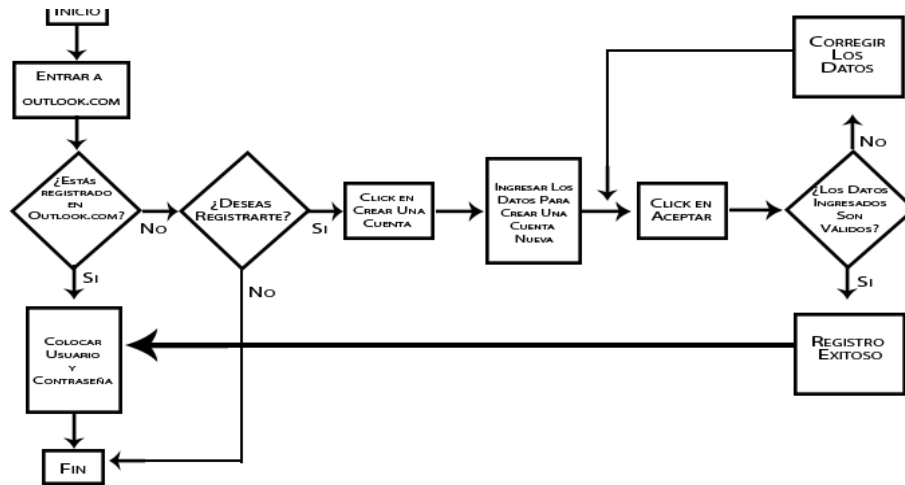 Inicio
Entrar a
outlook.com
¿Estás
registrado
en
Outlook.com?
No
Si
¿Deseas
Registrarte?
Si
No
Click en
Crear Una
Cuenta
Ingresar Los
Datos Para
Crear Una
Cuenta
Nueva
Click en
Aceptar
¿Los Datos
Ingresados
Son
Válidos?
No
Corregir
Los
Datos
Si
Registro
Exitoso
Colocar
Usuario
y
Contraseña
Fin